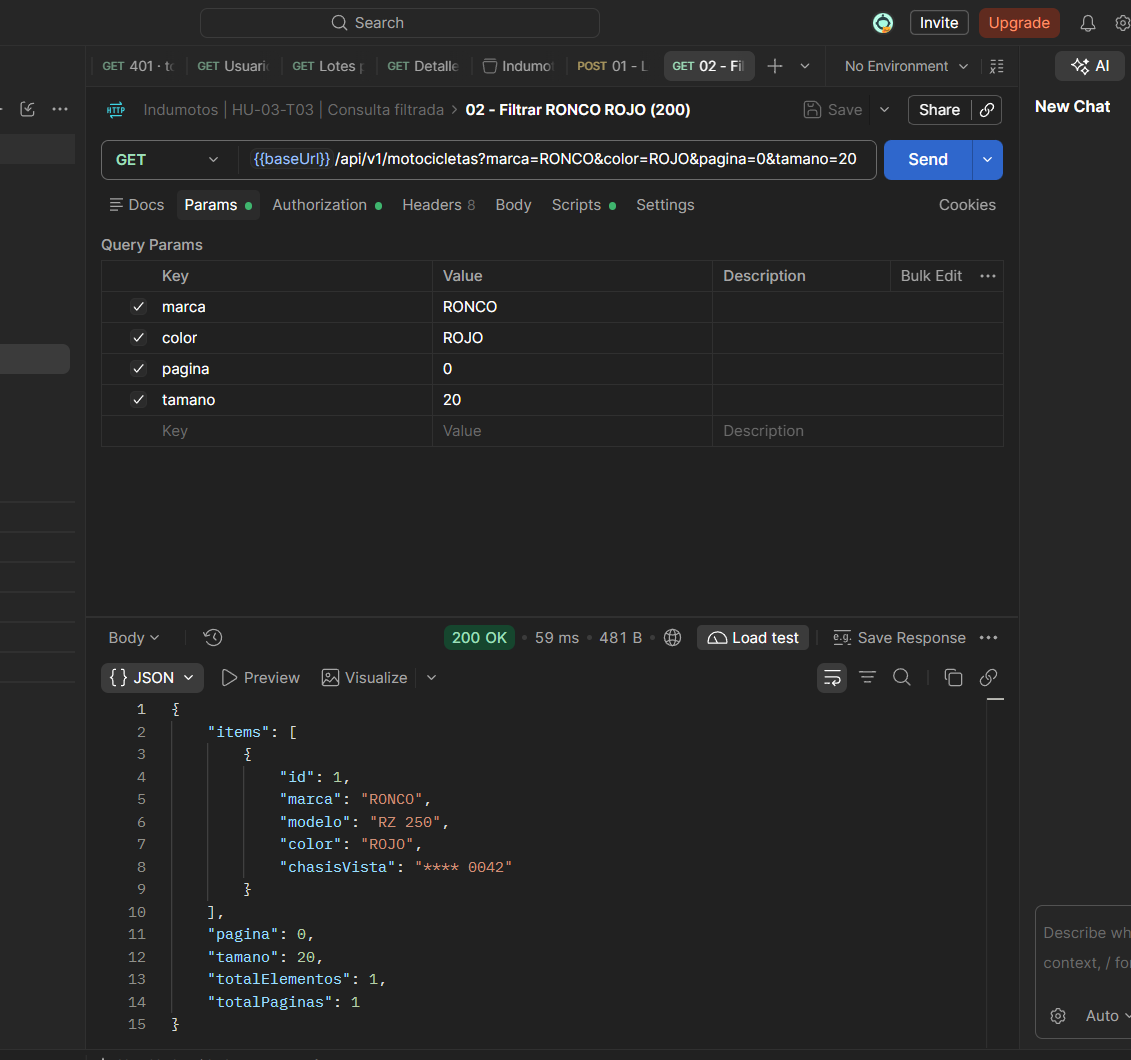 Search
Invite
Upgrade
GET 401 · to
GET Usuari
GET Lotes p
GET Detalle
Indumot
POST 01 - L
GET 02 - Fil
No Environment
AI
HTTP Indumotos | HU-03-T03 | Consulta filtrada > 02 - Filtrar RONCO ROJO (200)
Save
Share
New Chat
GET {{baseUrl}} /api/v1/motocicletas?marca=RONCO&color=ROJO&pagina=0&tamano=20
Send
Docs Params Authorization Headers 8 Body Scripts Settings Cookies
Query Params
Key Value Description Bulk Edit
marca RONCO
color ROJO
pagina 0
tamano 20
Key Value Description
Body 200 OK • 59 ms • 481 B • Load test e.g. Save Response
{ } JSON Preview Visualize
1 {
2 "items": [
3 {
4 "id": 1,
5 "marca": "RONCO",
6 "modelo": "RZ 250",
7 "color": "ROJO",
8 "chasisVista": "**** 0042"
9 }
10 ],
11 "pagina": 0,
12 "tamano": 20,
13 "totalElementos": 1,
14 "totalPaginas": 1
15 }
Describe wh
context, / for
Auto